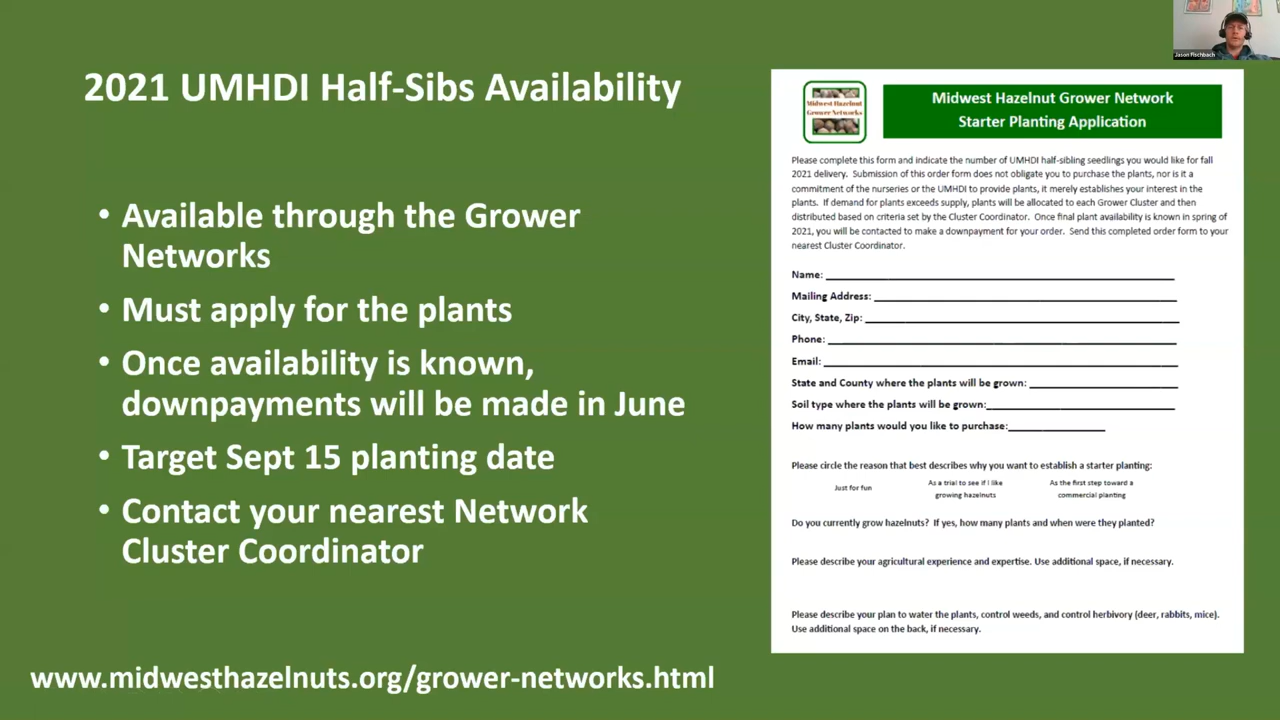 Jason Fischbach
2021 UMHDI Half-Sibs Availability
• Available through the Grower
Networks
• Must apply for the plants
• Once availability is known,
downpayments will be made in June
• Target Sept 15 planting date
• Contact your nearest Network
Cluster Coordinator
www.midwesthazelnuts.org/grower-networks.html
Midwest Hazelnut
Grower Networks
Midwest Hazelnut Grower Network
Starter Planting Application
Please complete this form and indicate the number of UMHDI half-sibling seedlings you would like for fall
2021 delivery. Submission of this order form does not obligate you to purchase the plants, nor is it a
commitment of the nurseries or the UMHDI to provide plants, it merely establishes your interest in the
plants. If demand for plants exceeds supply, plants will be allocated to each Grower Cluster and then
distributed based on criteria set by the Cluster Coordinator. Once final plant availability is known in spring of
2021, you will be contacted to make a downpayment for your order. Send this completed order form to your
nearest Cluster Coordinator.
Name:
Mailing Address:
City, State, Zip:
Phone:
Email:
State and County where the plants will be grown:
Soil type where the plants will be grown:
How many plants would you like to purchase:
Please circle the reason that best describes why you want to establish a starter planting:
Just for fun
As a trial to see if I like
growing hazelnuts
As the first step toward a
commercial planting
Do you currently grow hazelnuts? If yes, how many plants and when were they planted?
Please describe your agricultural experience and expertise. Use additional space, if necessary.
Please describe your plan to water the plants, control weeds, and control herbivory (deer, rabbits, mice).
Use additional space on the back, if necessary.